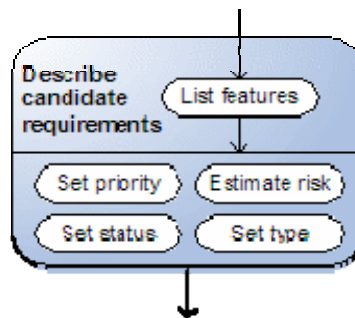 Describe
candidate
requirements
List features
Set priority
Estimate risk
Set status
Set type